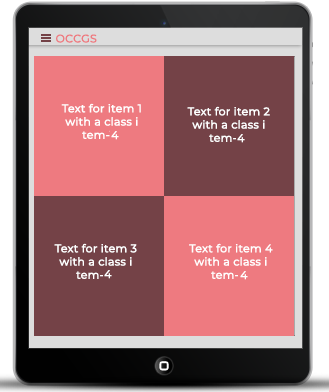 OCCGS
Text for item 1
with a class i
tem-4
Text for item 2
with a class i
tem-4
Text for item 3
with a class i
tem-4
Text for item 4
with a class i
tem-4